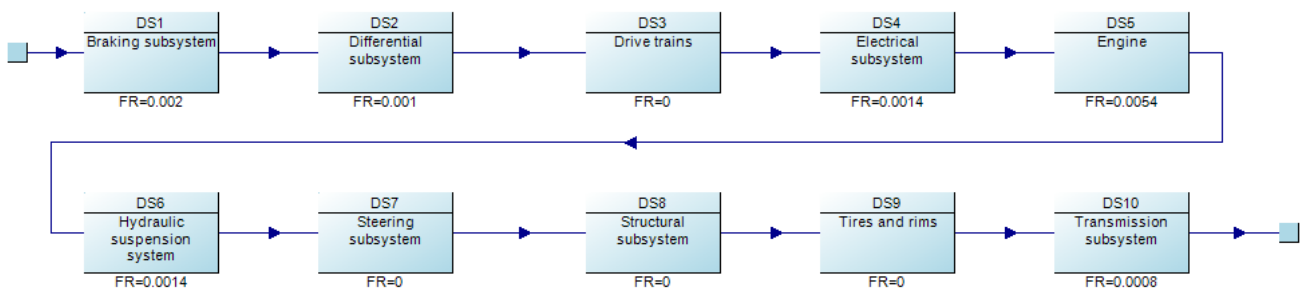 DS1
Braking subsystem
FR=0.002
DS2
Differential
subsystem
FR=0.001
DS3
Drive trains
FR=0
DS4
Electrical
subsystem
FR=0.0014
DS5
Engine
FR=0.0054
DS6
Hydraulic
suspension
system
FR=0.0014
DS7
Steering
subsystem
FR=0
DS8
Structural
subsystem
FR=0
DS9
Tires and rims
FR=0
DS10
Transmission
subsystem
FR=0.0008